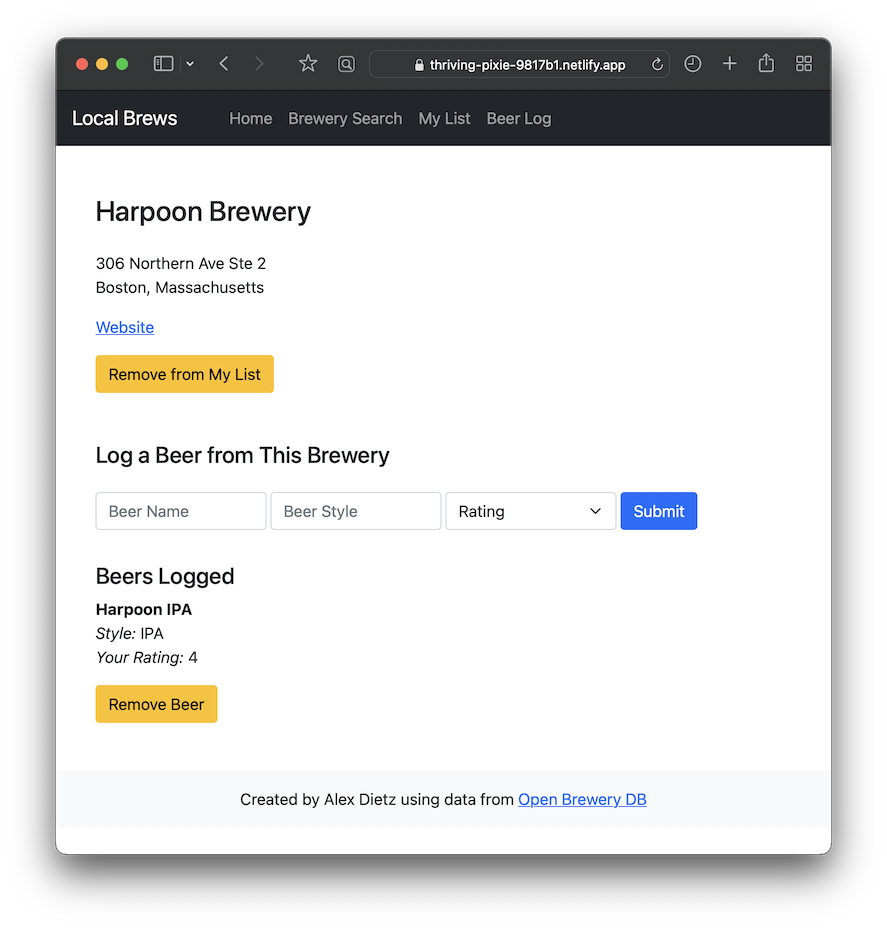 thriving-pixie-9817b1.netlify.app
Local Brews Home Brewery Search My List Beer Log
Harpoon Brewery
306 Northern Ave Ste 2
Boston, Massachusetts
Website
Remove from My List
Log a Beer from This Brewery
Beer Name Beer Style Rating Submit
Beers Logged
Harpoon IPA
Style: IPA
Your Rating: 4
Remove Beer
Created by Alex Dietz using data from Open Brewery DB